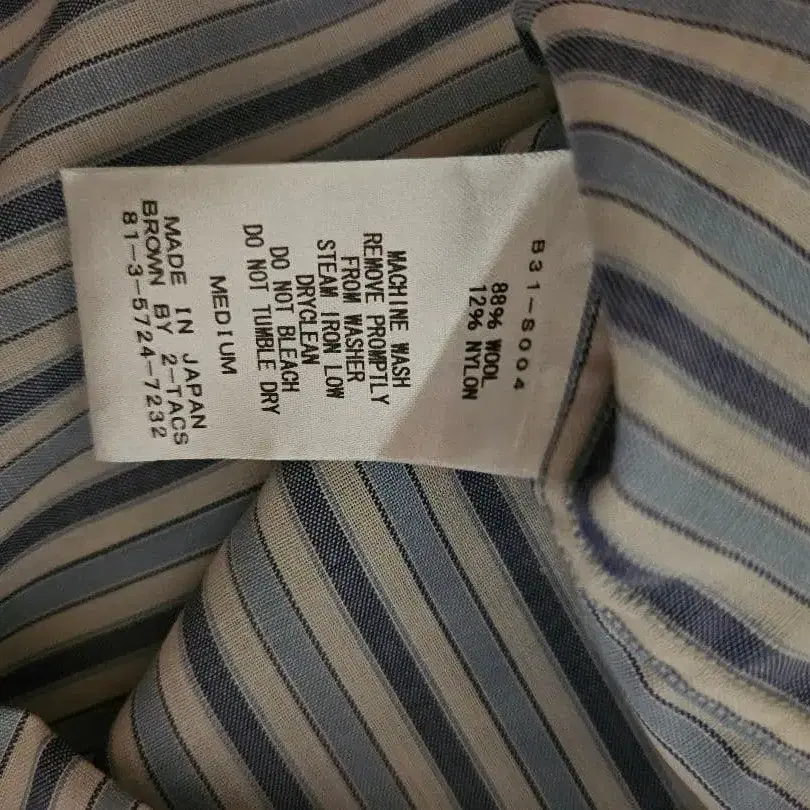 B31-S004
88% WOOL
12% NYLON
MACHINE WASH
REMOVE PROMPTLY
FROM WASHER
STEAM IRON LOW
DRYCLEAN
DO NOT BLEACH
DO NOT TUMBLE DRY
MEDIUM
MADE IN JAPAN
BROWN BY 2-TACS
81-3-5724-7232